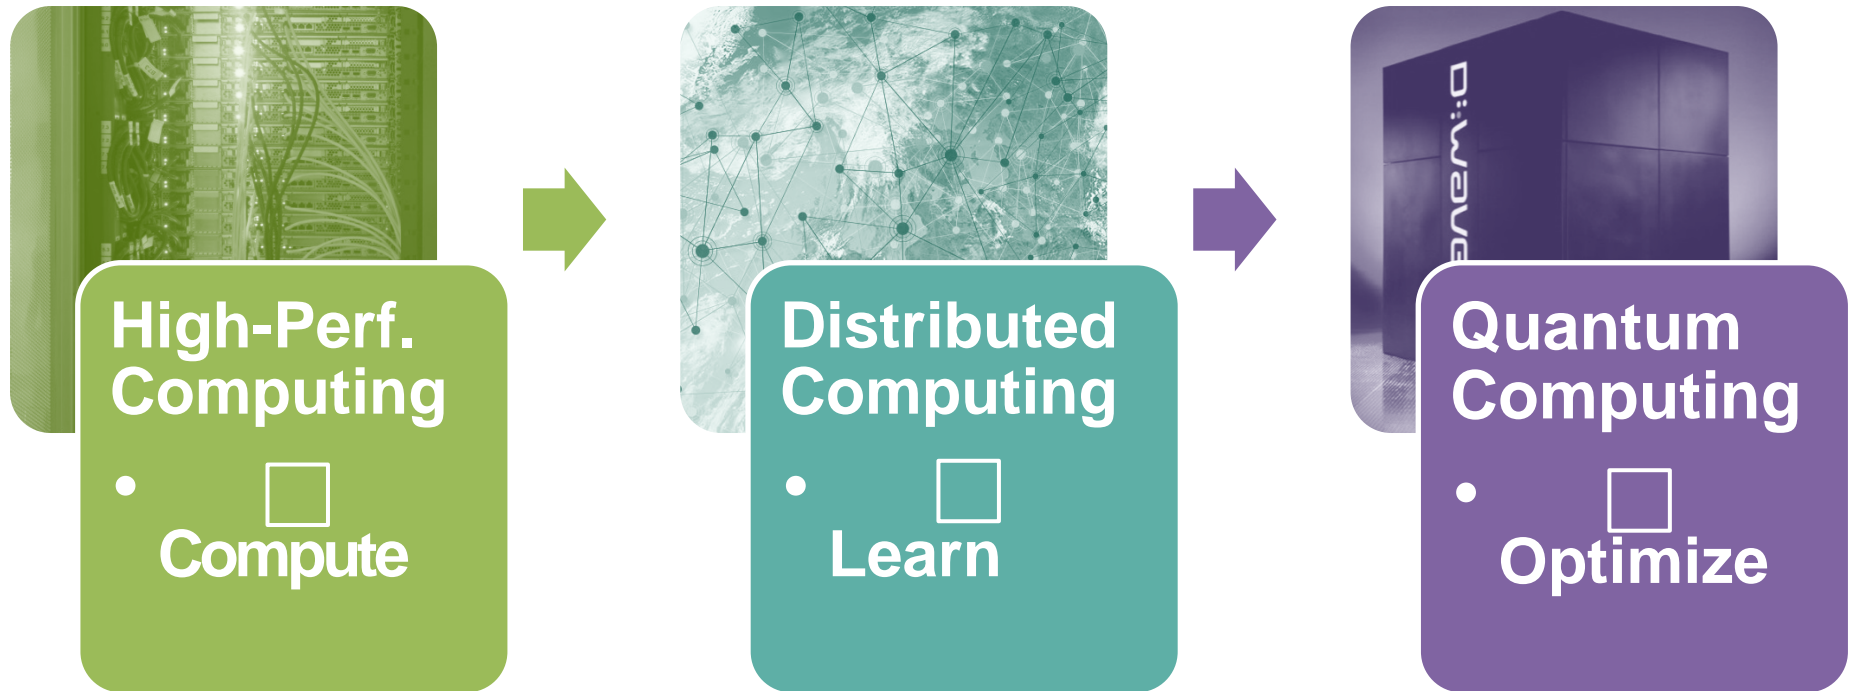 High-Perf.
Computing
•
Compute
Distributed
Computing
•
Learn
D:wave
Quantum
Computing
•
Optimize